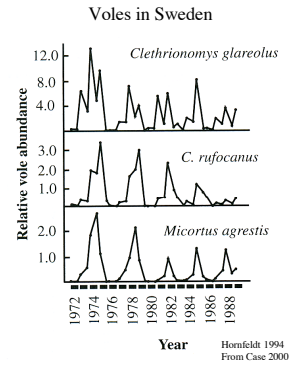 Voles in Sweden
Clethrionomys glareolus
12.0
8.0
4.0
Relative vole abundance
C. rufocanus
3.0
2.0
1.0
Micortus agrestis
2.0
1.0
1972
1974
1976
1978
1980
1982
1984
1986
1988
Year
Hornfeldt 1994
From Case 2000